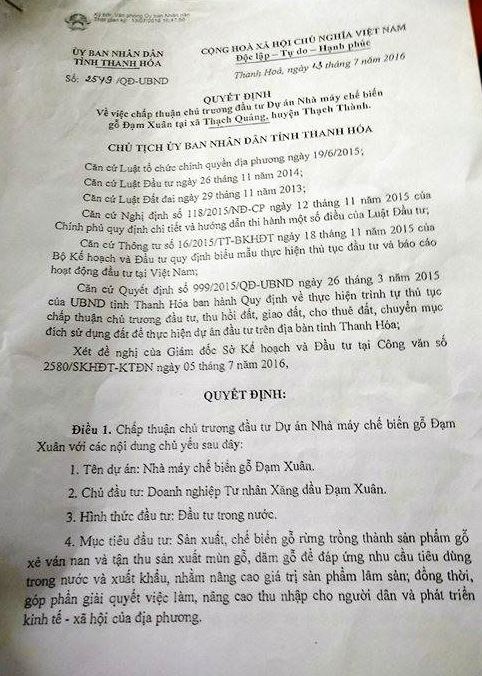 Ký bởi: Văn phòng Ủy ban Nhân dân
Thời gian ký: 13/07/2016 16:47:50
ỦY BAN NHÂN DÂN
TỈNH THANH HÓA
Số: 2549 /QĐ-UBND
CỘNG HOÀ XÃ HỘI CHỦ NGHĨA VIỆT NAM
Độc lập – Tự do – Hạnh phúc
Thanh Hoá, ngày 13 tháng 7 năm 2016
QUYẾT ĐỊNH
Về việc chấp thuận chủ trương đầu tư Dự án Nhà máy chế biến
gỗ Đạm Xuân tại xã Thạch Quảng, huyện Thạch Thành.
CHỦ TỊCH ỦY BAN NHÂN DÂN TỈNH THANH HÓA
Căn cứ Luật tổ chức chính quyền địa phương ngày 19/6/2015;
Căn cứ Luật Đầu tư ngày 26 tháng 11 năm 2014;
Căn cứ Luật Đất đai ngày 29 tháng 11 năm 2013;
Căn cứ Nghị định số 118/2015/NĐ-CP ngày 12 tháng 11 năm 2015 của
Chính phủ quy định chi tiết và hướng dẫn thi hành một số điều của Luật Đầu tư;
Căn cứ Thông tư số 16/2015/TT-BKHĐT ngày 18 tháng 11 năm 2015 của
Bộ Kế hoạch và Đầu tư quy định biểu mẫu thực hiện thủ tục đầu tư và báo cáo
hoạt động đầu tư tại Việt Nam;
Căn cứ Quyết định số 999/2015/QĐ-UBND ngày 26 tháng 3 năm 2015
của UBND tỉnh Thanh Hóa ban hành Quy định về thực hiện trình tự thủ tục
chấp thuận chủ trương đầu tư, thu hồi đất, giao đất, cho thuê đất, chuyển mục
đích sử dụng đất để thực hiện dự án đầu tư trên địa bàn tỉnh Thanh Hóa;
Xét đề nghị của Giám đốc Sở Kế hoạch và Đầu tư tại Công văn số
2580/SKHĐT-KTĐN ngày 05 tháng 7 năm 2016,
QUYẾT ĐỊNH:
Điều 1. Chấp thuận chủ trương đầu tư Dự án Nhà máy chế biến gỗ Đạm
Xuân với các nội dung chủ yếu sau đây:
1. Tên dự án: Nhà máy chế biến gỗ Đạm Xuân.
2. Chủ đầu tư: Doanh nghiệp Tư nhân Xăng dầu Đạm Xuân.
3. Hình thức đầu tư: Đầu tư trong nước.
4. Mục tiêu đầu tư: Sản xuất, chế biến gỗ rừng trồng thành sản phẩm gỗ
xẻ ván nan và tận thu sản xuất mùn gỗ, dăm gỗ để đáp ứng nhu cầu tiêu dùng
trong nước và xuất khẩu, nhằm nâng cao giá trị sản phẩm lâm sản; đồng thời,
góp phần giải quyết việc làm, nâng cao thu nhập cho người dân và phát triển
kinh tế - xã hội của địa phương.